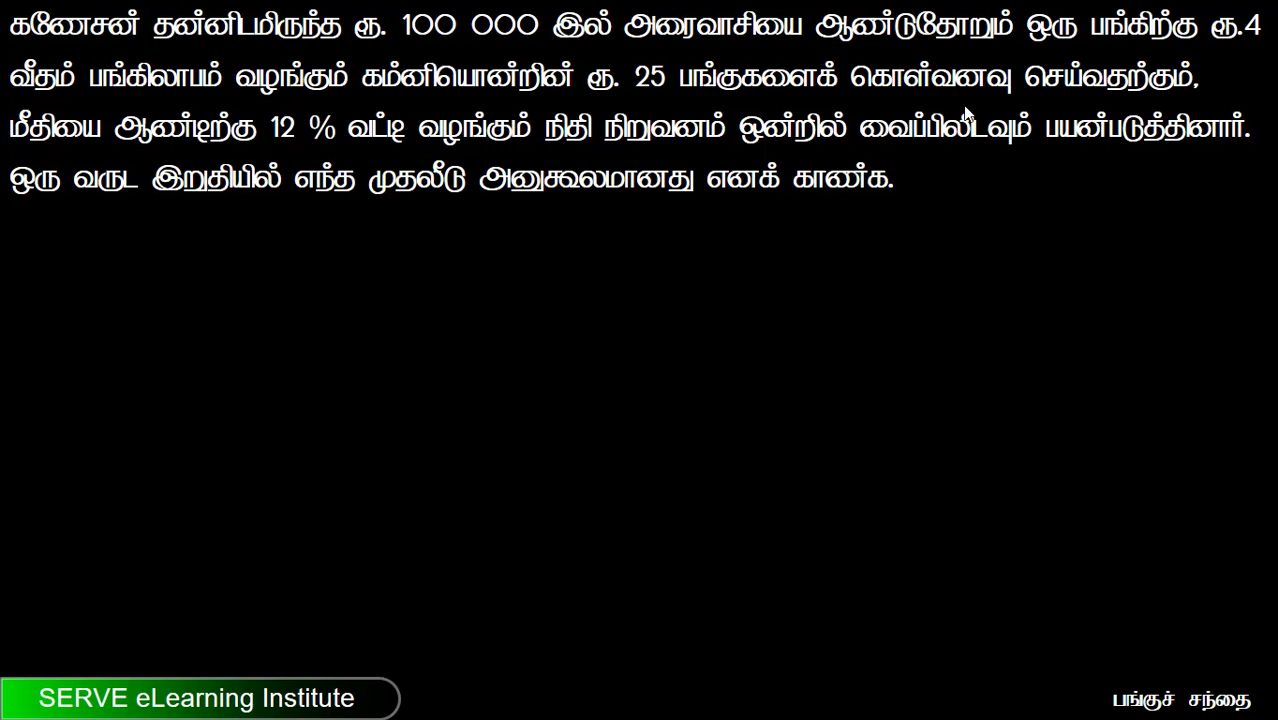 கணேசன் தன்னிடமிருந்த ரூ. 100 000 இல் அரைவாசியை ஆண்டுதோறும் ஒரு பங்கிற்கு ரூ.4
வீதம் பங்கிலாபம் வழங்கும் கம்னியொன்றின் ரூ. 25 பங்குகளைக் கொள்வனவு செய்வதற்கும்,
மீதியை ஆண்டிற்கு 12 % வட்டி வழங்கும் நிதி நிறுவனம் ஒன்றில் வைப்பிலிடவும் பயன்படுத்தினார்.
ஒரு வருட இறுதியில் எந்த முதலீடு அனுகூலமானது எனக் காண்க.
SERVE eLearning Institute
பங்குச் சந்தை